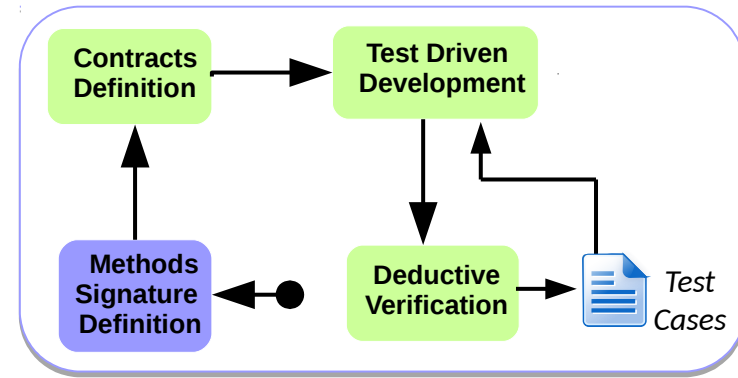 Contracts
Definition
Test Driven
Development
Methods
Signature
Definition
Deductive
Verification
Test
Cases